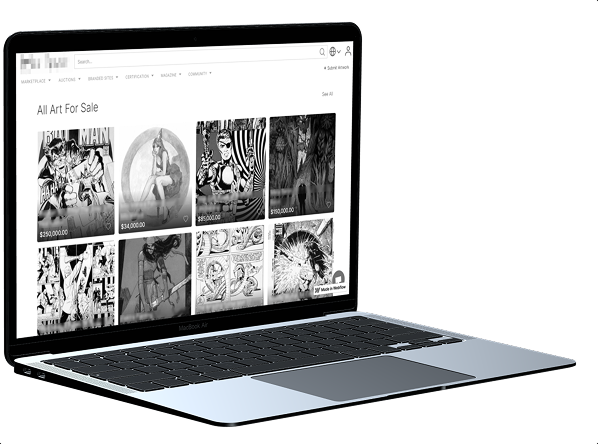 Search...
MARKETPLACE AUCTIONS BRANDED SITES CERTIFICATION MAGAZINE COMMUNITY
+ Submit Artwork
All Art For Sale
See All
MAN
$250,000.00
$34,000.00
$85,000.00
$150,000.00
Made in Webflow
MacBook Air